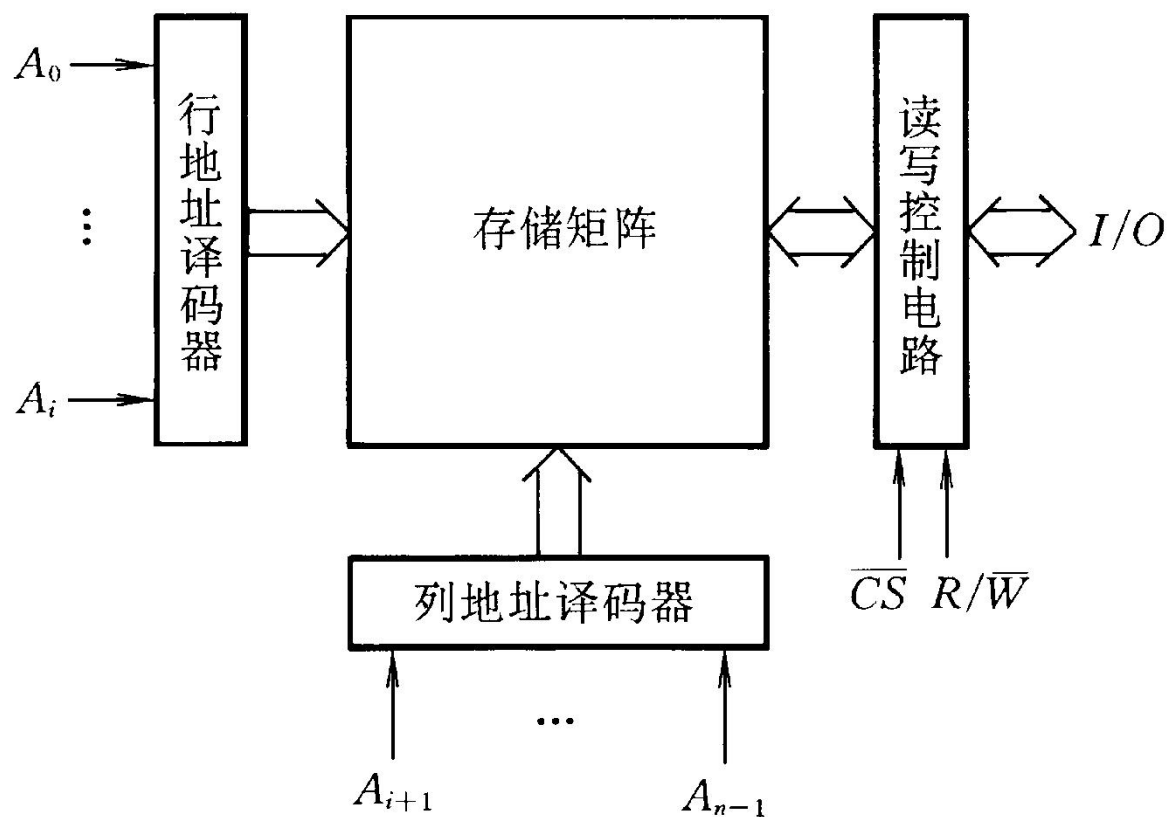 A₀
⋮
Aᵢ
行地址译码器
存储矩阵
读写控制电路
I/O
C̅S̅ R/W̅
列地址译码器
Aᵢ₊₁
…
Aₙ₋₁